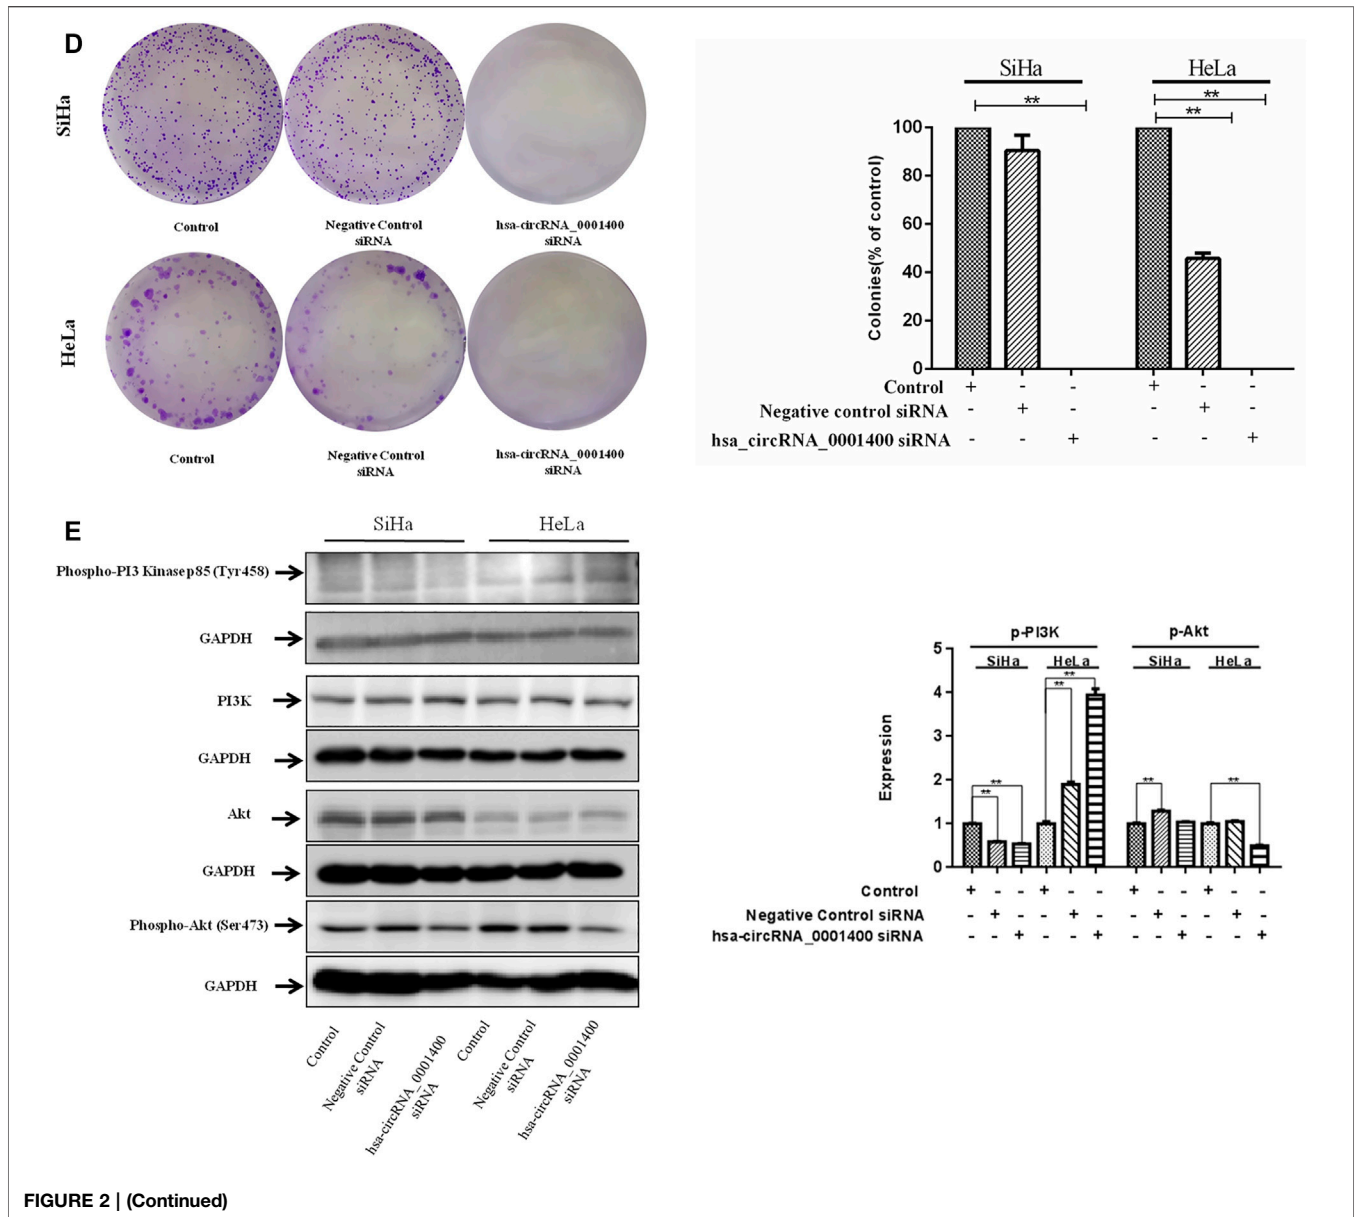 D
SiHa
Control
Negative Control
siRNA
hsa-circRNA_0001400
siRNA
HeLa
Control
Negative Control
siRNA
hsa-circRNA_0001400
siRNA
SiHa
HeLa
**
**
**
Colonies(% of control)
100
80
60
40
20
0
Control + - - + - -
Negative control siRNA - + - - + -
hsa_circRNA_0001400 siRNA - - + - - +
E
SiHa
HeLa
Phospho-PI3 Kinase p85 (Tyr458)
GAPDH
PI3K
GAPDH
Akt
GAPDH
Phospho-Akt (Ser473)
GAPDH
Control
Negative Control
siRNA
hsa-circRNA_0001400
siRNA
Control
Negative Control
siRNA
hsa-circRNA_0001400
siRNA
p-PI3K
p-Akt
SiHa
HeLa
SiHa
HeLa
**
**
**
**
**
**
Expression
5
4
3
2
1
0
Control + - - + - - + - - + - -
Negative Control siRNA - + - - + - - + - - + -
hsa-circRNA_0001400 siRNA - - + - - + - - + - - +
FIGURE 2 | (Continued)